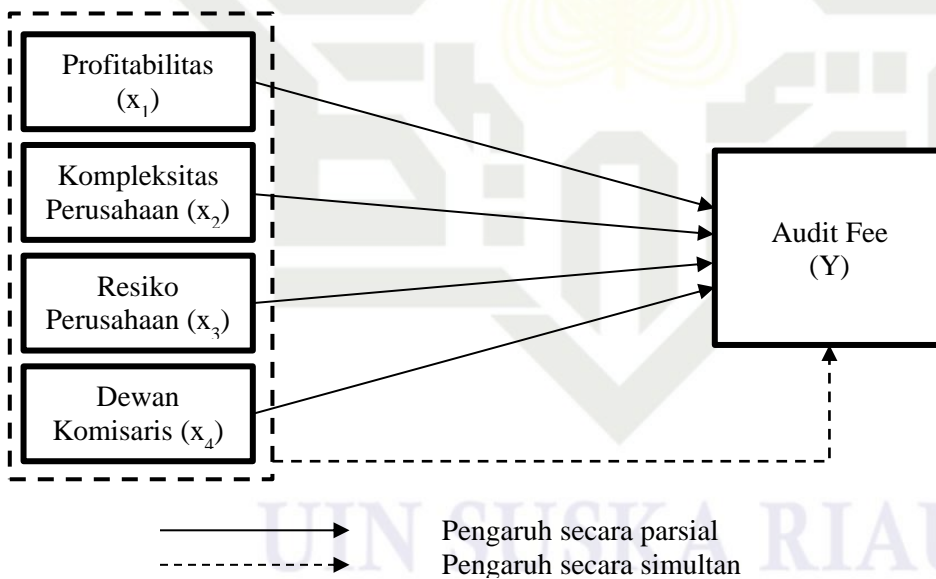 Profitabilitas
(x₁)
Kompleksitas
Perusahaan (x₂)
Resiko
Perusahaan (x₃)
Dewan
Komisaris (x₄)
Audit Fee
(Y)
Pengaruh secara parsial
Pengaruh secara simultan
UIN SUSKA RIAU